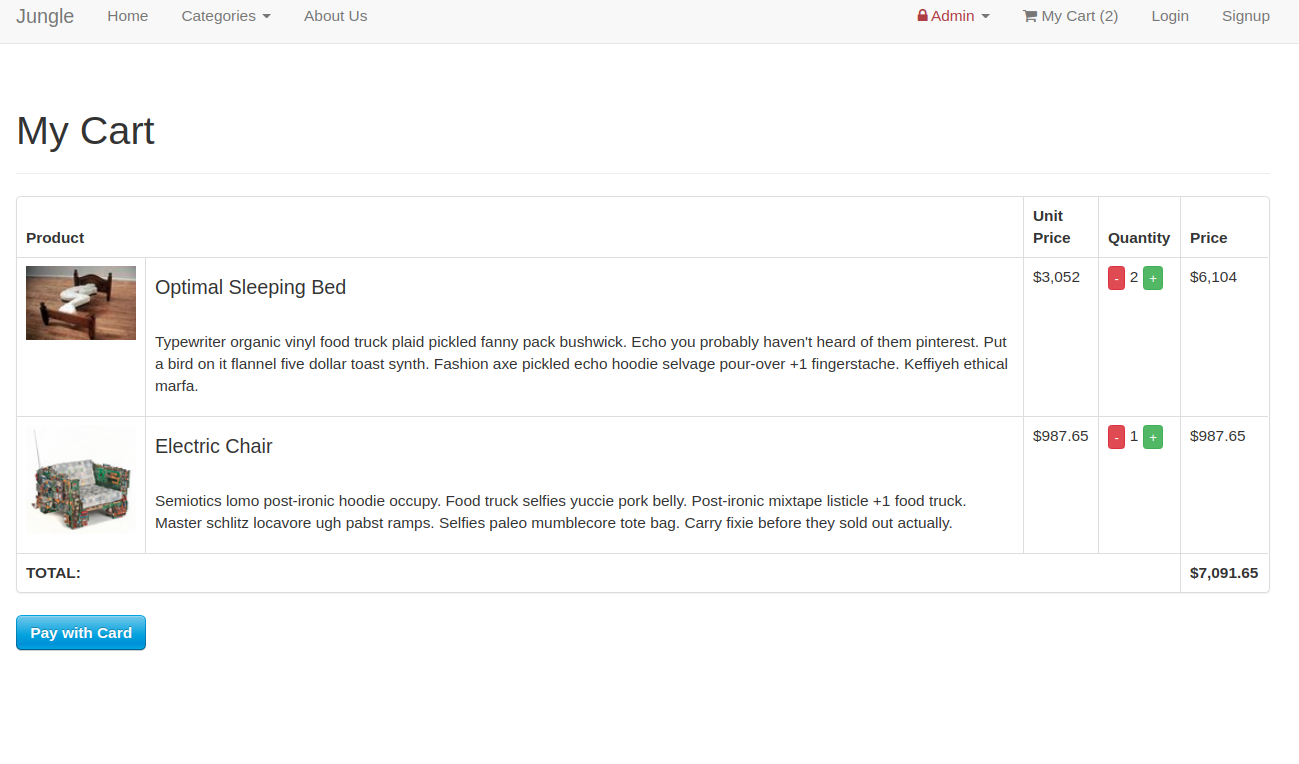 Jungle Home Categories About Us Admin My Cart (2) Login Signup
My Cart
Product Unit Price Quantity Price
Optimal Sleeping Bed $3,052 - 2 + $6,104
Typewriter organic vinyl food truck plaid pickled fanny pack bushwick. Echo you probably haven't heard of them pinterest. Put
a bird on it flannel five dollar toast synth. Fashion axe pickled echo hoodie selvage pour-over +1 fingerstache. Keffiyeh ethical
marfa.
Electric Chair $987.65 - 1 + $987.65
Semiotics lomo post-ironic hoodie occupy. Food truck selfies yuccie pork belly. Post-ironic mixtape listicle +1 food truck.
Master schlitz locavore ugh pabst ramps. Selfies paleo mumblecore tote bag. Carry fixie before they sold out actually.
TOTAL: $7,091.65
Pay with Card